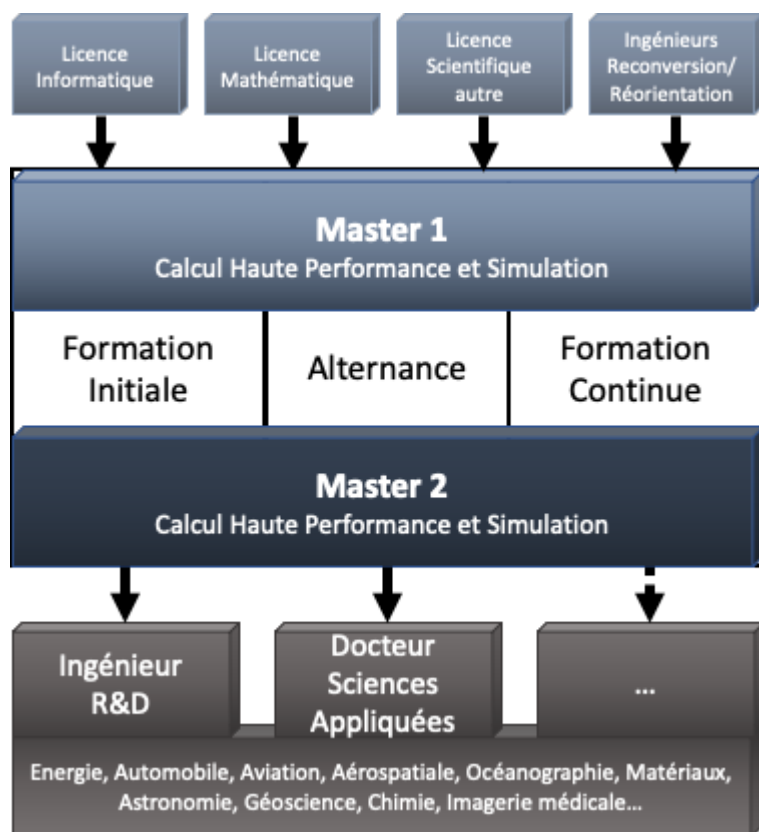 Licence
Informatique
Licence
Mathématique
Licence
Scientifique
autre
Ingénieurs
Reconversion/
Réorientation
Master 1
Calcul Haute Performance et Simulation
Formation
Initiale
Alternance
Formation
Continue
Master 2
Calcul Haute Performance et Simulation
Ingénieur
R&D
Docteur
Sciences
Appliquées
...
Energie, Automobile, Aviation, Aérospatiale, Océanographie, Matériaux,
Astronomie, Géoscience, Chimie, Imagerie médicale...